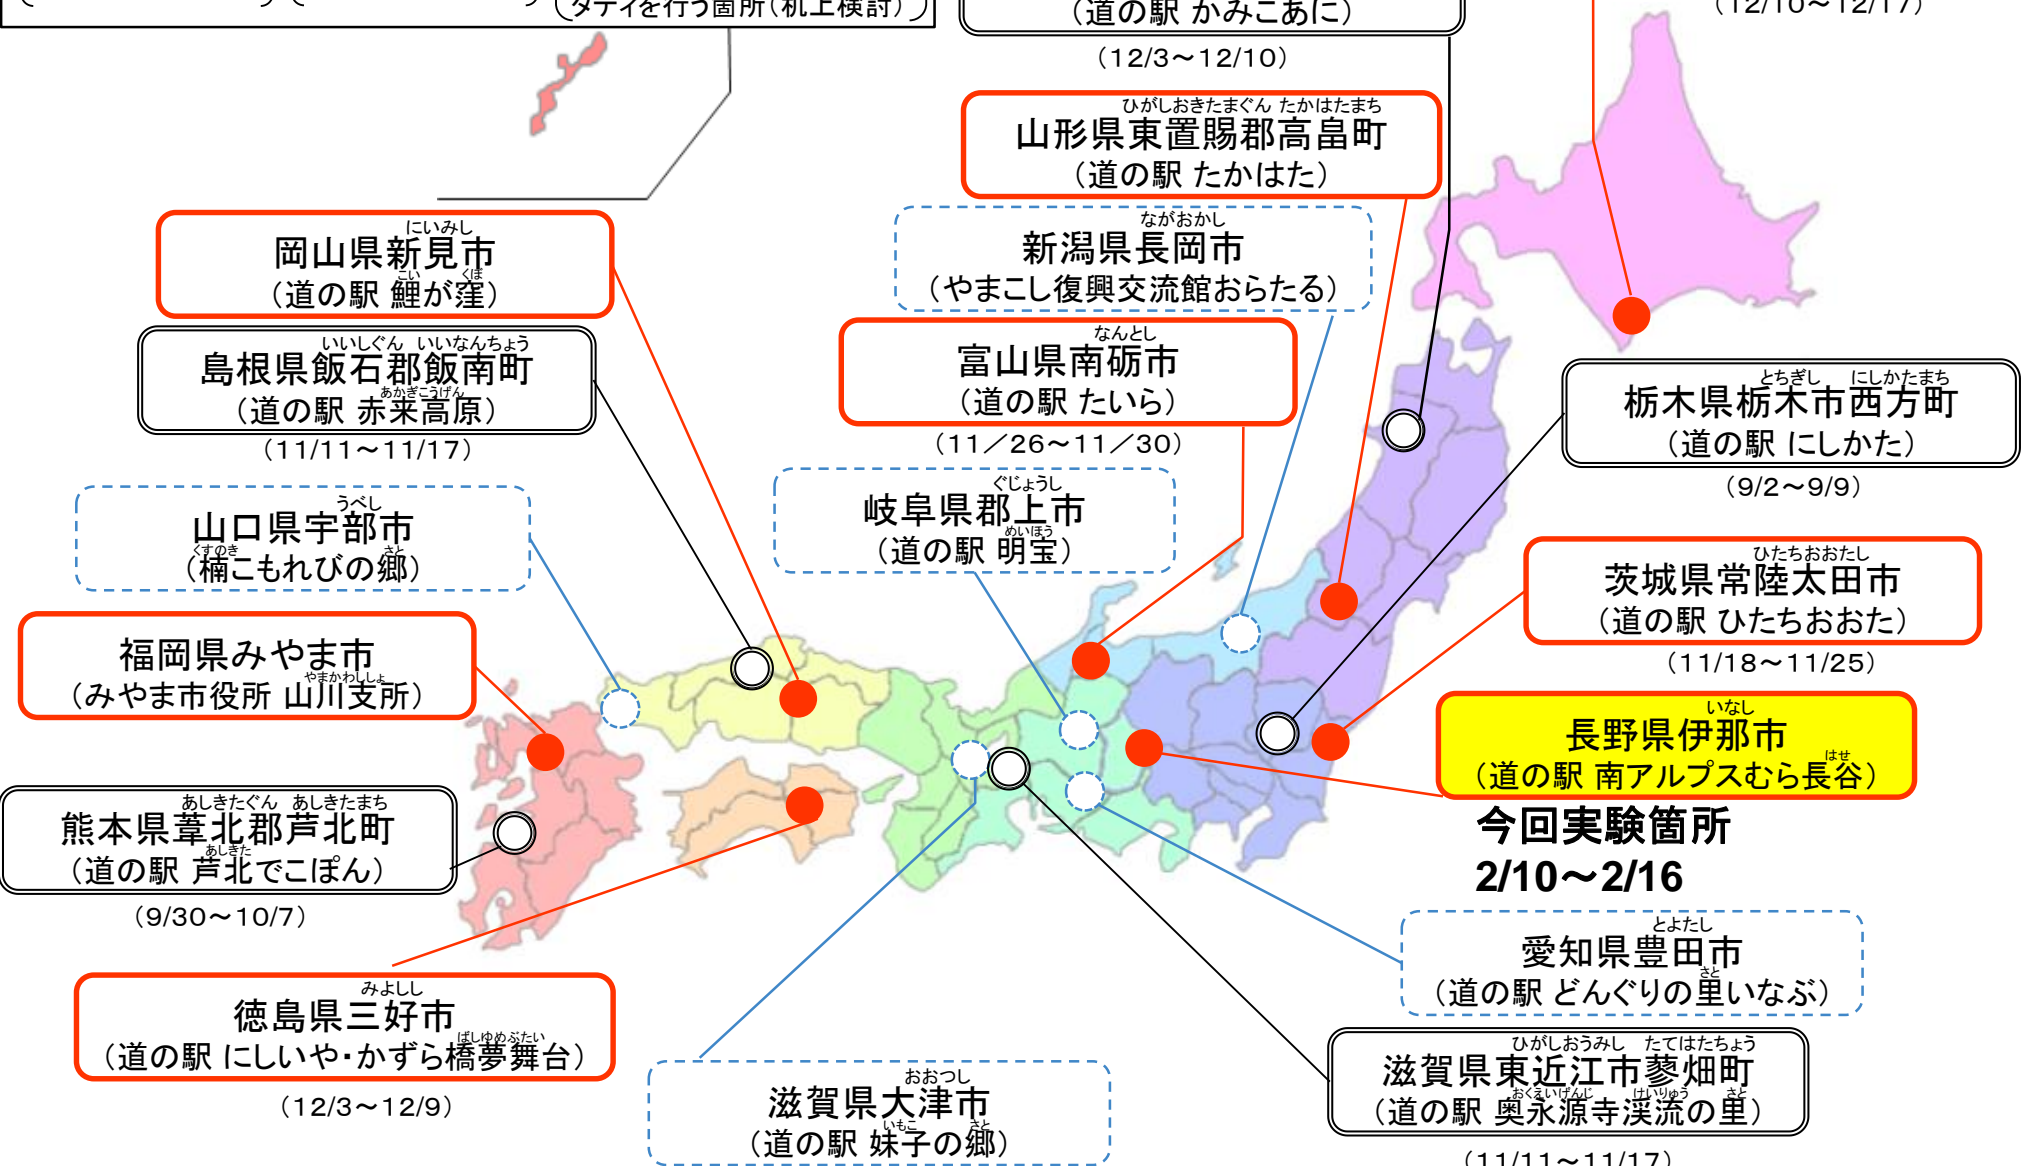 タディを行う箇所（机上検討）
（道の駅 かみこあに）
（12/3～12/10）
（12/10～12/17）
ひがしおきたまぐん たかはたまち
山形県東置賜郡高畠町
（道の駅 たかはた）
にいみし
岡山県新見市
こい くぼ
（道の駅 鯉が窪）
ながおかし
新潟県長岡市
（やまこし復興交流館おらたる）
いいしぐん いいなんちょう
島根県飯石郡飯南町
あかぎこうげん
（道の駅 赤来高原）
（11/11～11/17）
なんとし
富山県南砺市
（道の駅 たいら）
（11／26～11／30）
とちぎし にしかたまち
栃木県栃木市西方町
（道の駅 にしかた）
（9/2～9/9）
うべし
山口県宇部市
くすのき さと
（楠こもれびの郷）
ぐじょうし
岐阜県郡上市
めいほう
（道の駅 明宝）
ひたちおおたし
茨城県常陸太田市
（道の駅 ひたちおおた）
（11/18～11/25）
福岡県みやま市
やまかわししょ
（みやま市役所 山川支所）
いなし
長野県伊那市
はせ
（道の駅 南アルプスむら長谷）
今回実験箇所
2/10～2/16
あしきたぐん あしきたまち
熊本県葦北郡芦北町
あしきた
（道の駅 芦北でこぽん）
（9/30～10/7）
とよたし
愛知県豊田市
さと
（道の駅 どんぐりの里いなぶ）
みよしし
徳島県三好市
ばしゆめぶたい
（道の駅 にしいや・かずら橋夢舞台）
（12/3～12/9）
おおつし
滋賀県大津市
いもこ さと
（道の駅 妹子の郷）
ひがしおうみし たてはたちょう
滋賀県東近江市蓼畑町
おくえいげんじ けいりゅう さと
（道の駅 奥永源寺渓流の里）
（11/11～11/17）